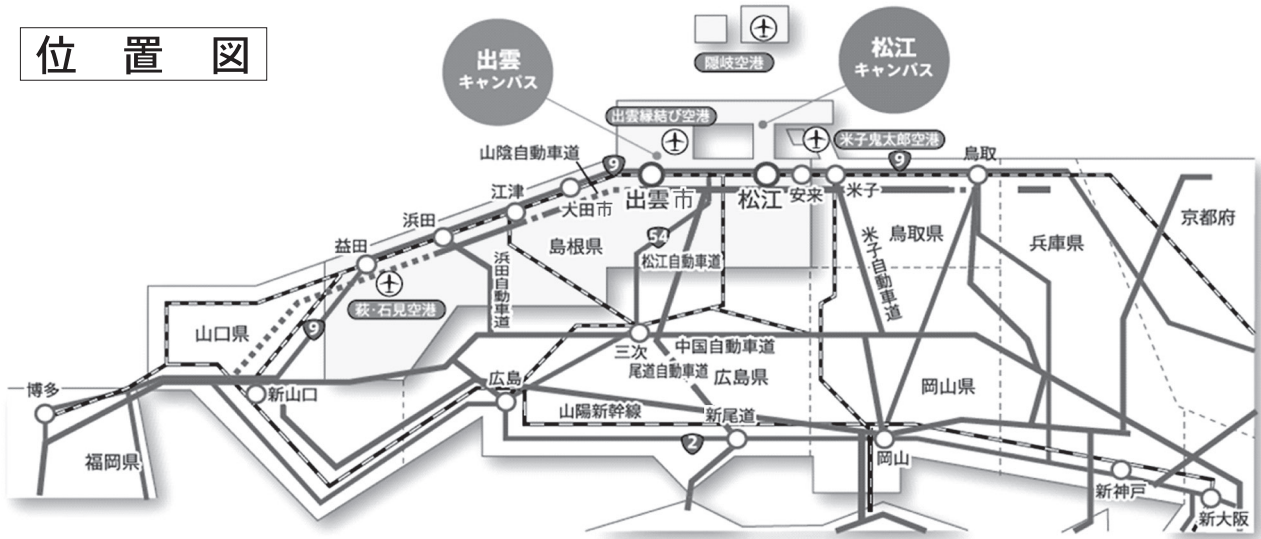 位置図
出雲
キャンパス
松江
キャンパス
隠岐空港
出雲縁結び空港
米子鬼太郎空港
山陰自動車道
9
9
鳥取
江津
大田市
出雲市
松江
安来
米子
浜田
島根県
54
松江自動車道
米子自動車道
鳥取県
兵庫県
京都府
益田
浜田自動車道
萩・石見空港
山口県
9
三次
中国自動車道
尾道自動車道
広島県
岡山県
博多
新山口
広島
山陽新幹線
新尾道
2
岡山
福岡県
新神戸
新大阪